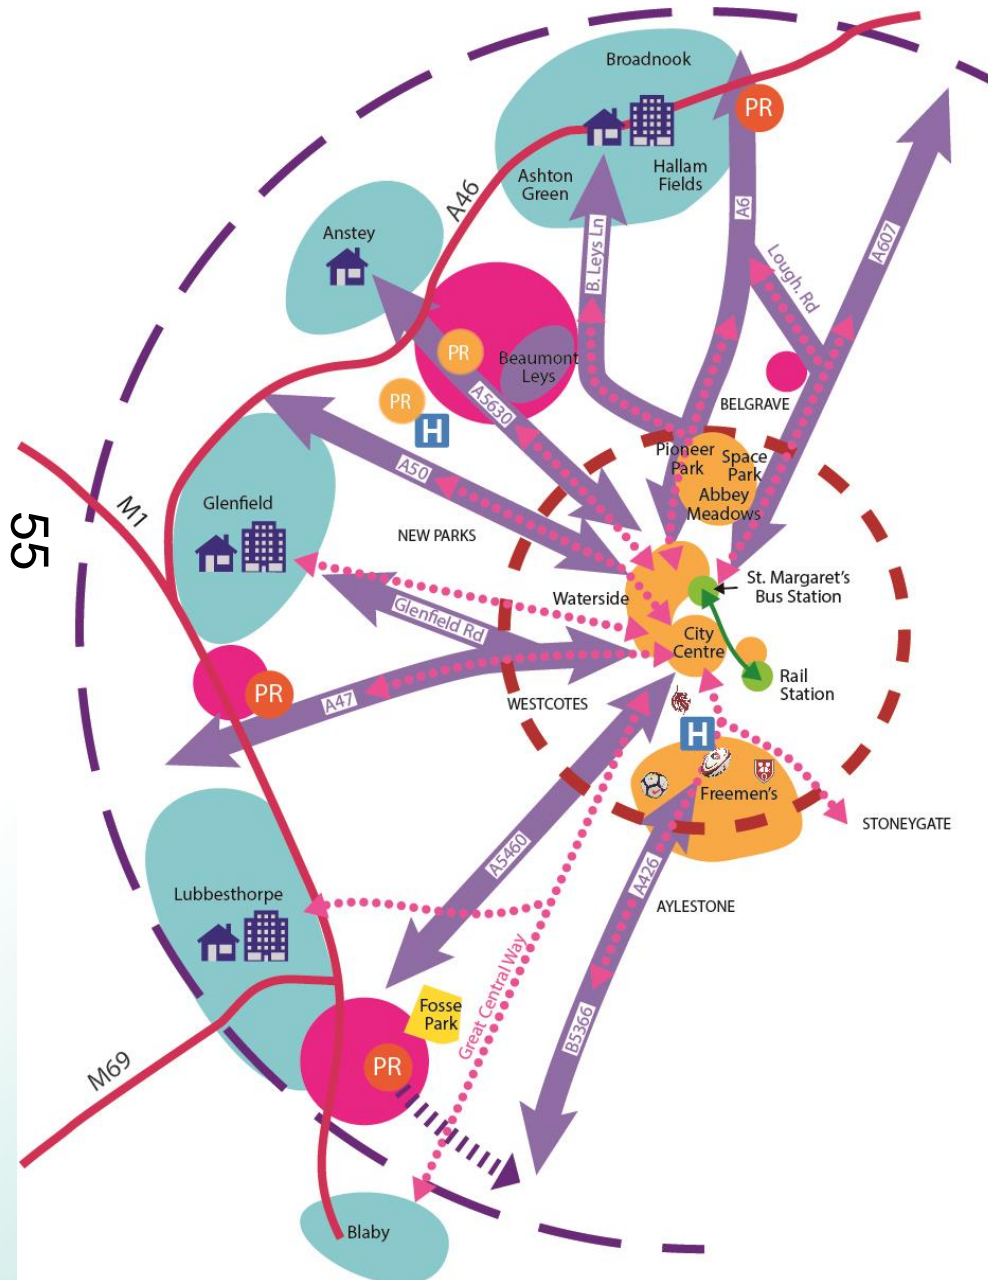 Broadnook
PR
Ashton
Green
Hallam
Fields
A46
A6
A607
B. Leys Ln
Lough. Rd
Anstey
PR
Beaumont
Leys
PR
H
A5630
BELGRAVE
A50
Pioneer
Park
Space
Park
Abbey
Meadows
M1
Glenfield
NEW PARKS
55
St. Margaret's
Bus Station
Waterside
Glenfield Rd
City
Centre
Rail
Station
PR
A47
WESTCOTES
H
Freemen's
STONEYGATE
A5460
A426
AYLESTONE
Lubbesthorpe
Great Central Way
Fosse
Park
B5366
PR
M69
Blaby